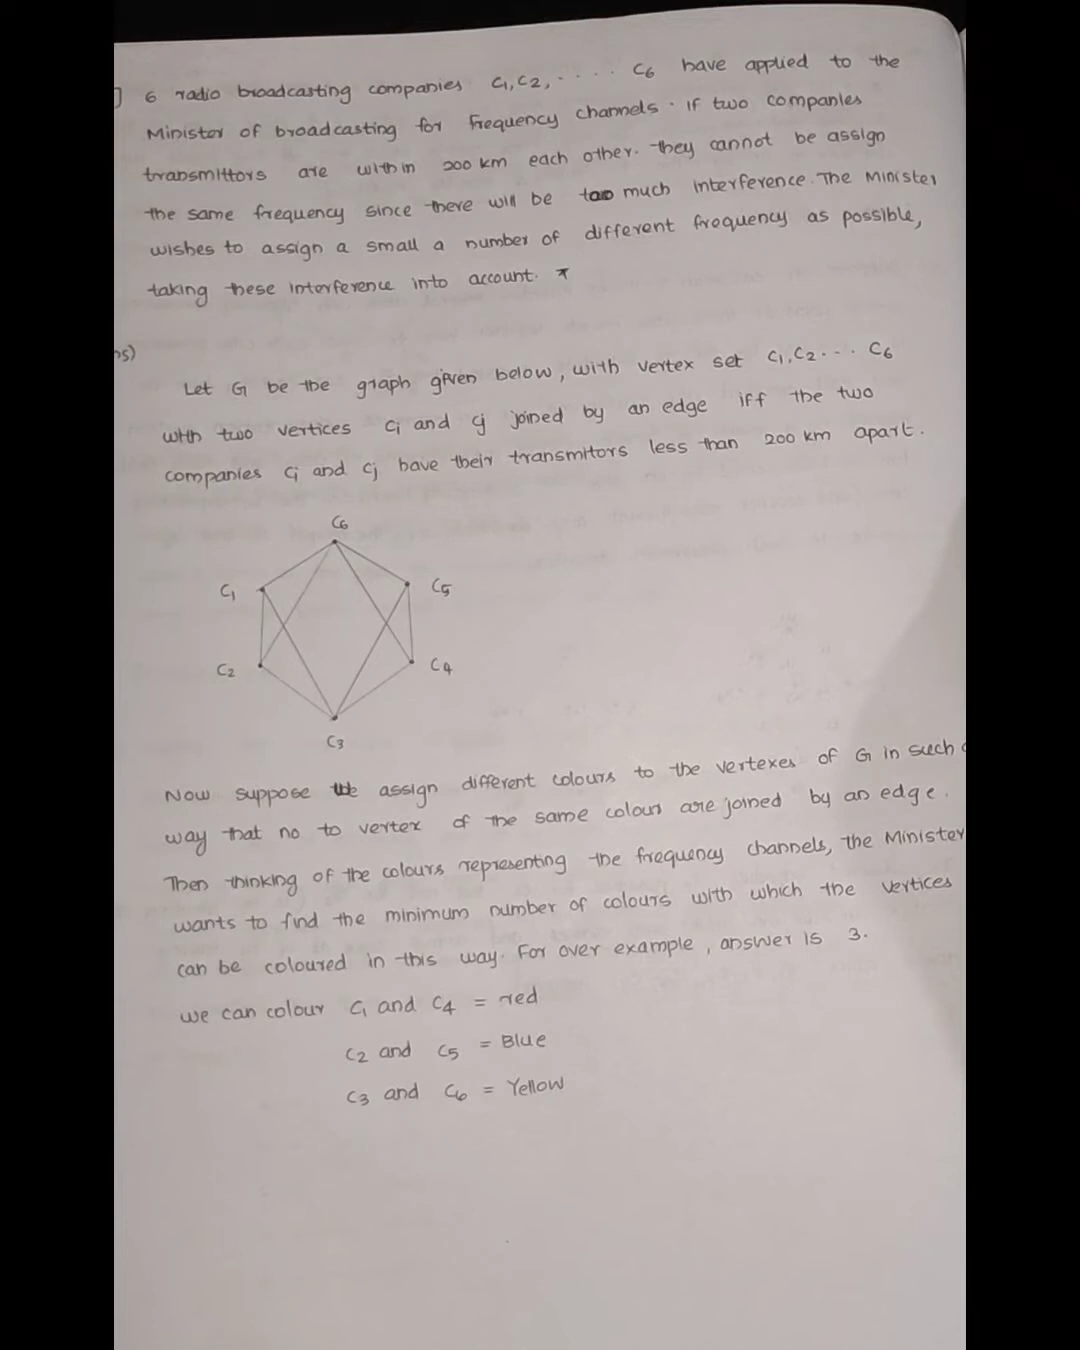 ] 6 radio broadcasting companies C1, C2, ..... C6 have applied to the
Minister of broadcasting for Frequency channels. If two companies
transmittors are within 200 km each other. They cannot be assign
the same frequency since there will be too much interference. The Minister
wishes to assign a small a number of different frequency as possible,
taking these interference into account.
ns)
Let G be the graph given below, with vertex set C1, C2 ... C6
with two vertices Ci and Cj joined by an edge iff the two
companies Ci and Cj have their transmitors less than 200 km apart.
C6
C1 C5
C2 C4
C3
Now suppose we assign different colours to the vertexes of G in such a
way that no to vertex of the same colour are joined by an edge.
Then thinking of the colours representing the frequency channels, the Minister
wants to find the minimum number of colours with which the vertices
can be coloured in this way. For over example, answer is 3.
we can colour C1 and C4 = red
C2 and C5 = Blue
C3 and C6 = Yellow